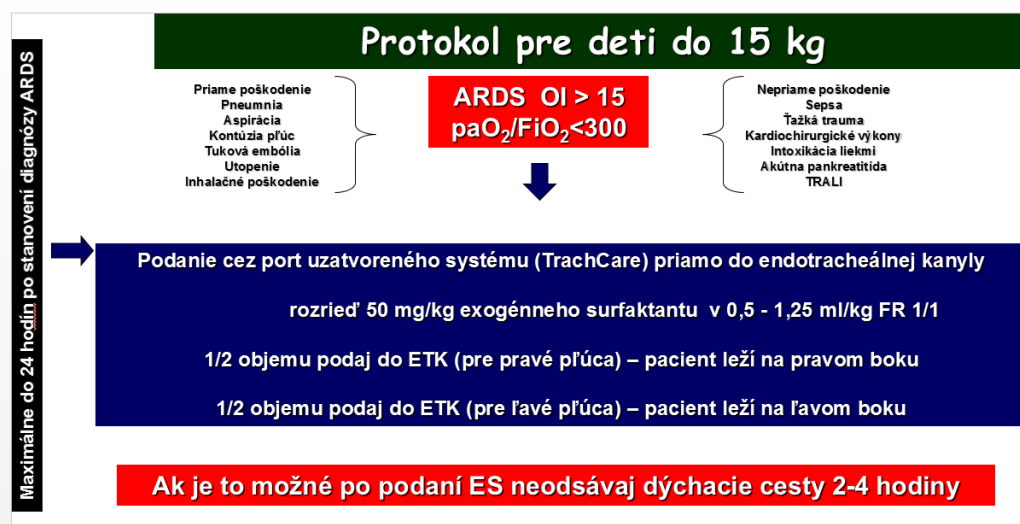 Protokol pre deti do 15 kg
Maximálne do 24 hodín po stanovení diagnózy ARDS
Priame poškodenie
Pneumnia
Aspirácia
Kontúzia pľúc
Tuková embólia
Utopenie
Inhalačné poškodenie
ARDS OI > 15
paO₂/FiO₂<300
Nepriame poškodenie
Sepsa
Ťažká trauma
Kardiochirurgické výkony
Intoxikácia liekmi
Akútna pankreatitída
TRALI
Podanie cez port uzatvoreného systému (TrachCare) priamo do endotracheálnej kanyly
rozrieď 50 mg/kg exogénneho surfaktantu v 0,5 - 1,25 ml/kg FR 1/1
1/2 objemu podaj do ETK (pre pravé pľúca) – pacient leží na pravom boku
1/2 objemu podaj do ETK (pre ľavé pľúca) – pacient leží na ľavom boku
Ak je to možné po podaní ES neodsávaj dýchacie cesty 2-4 hodiny